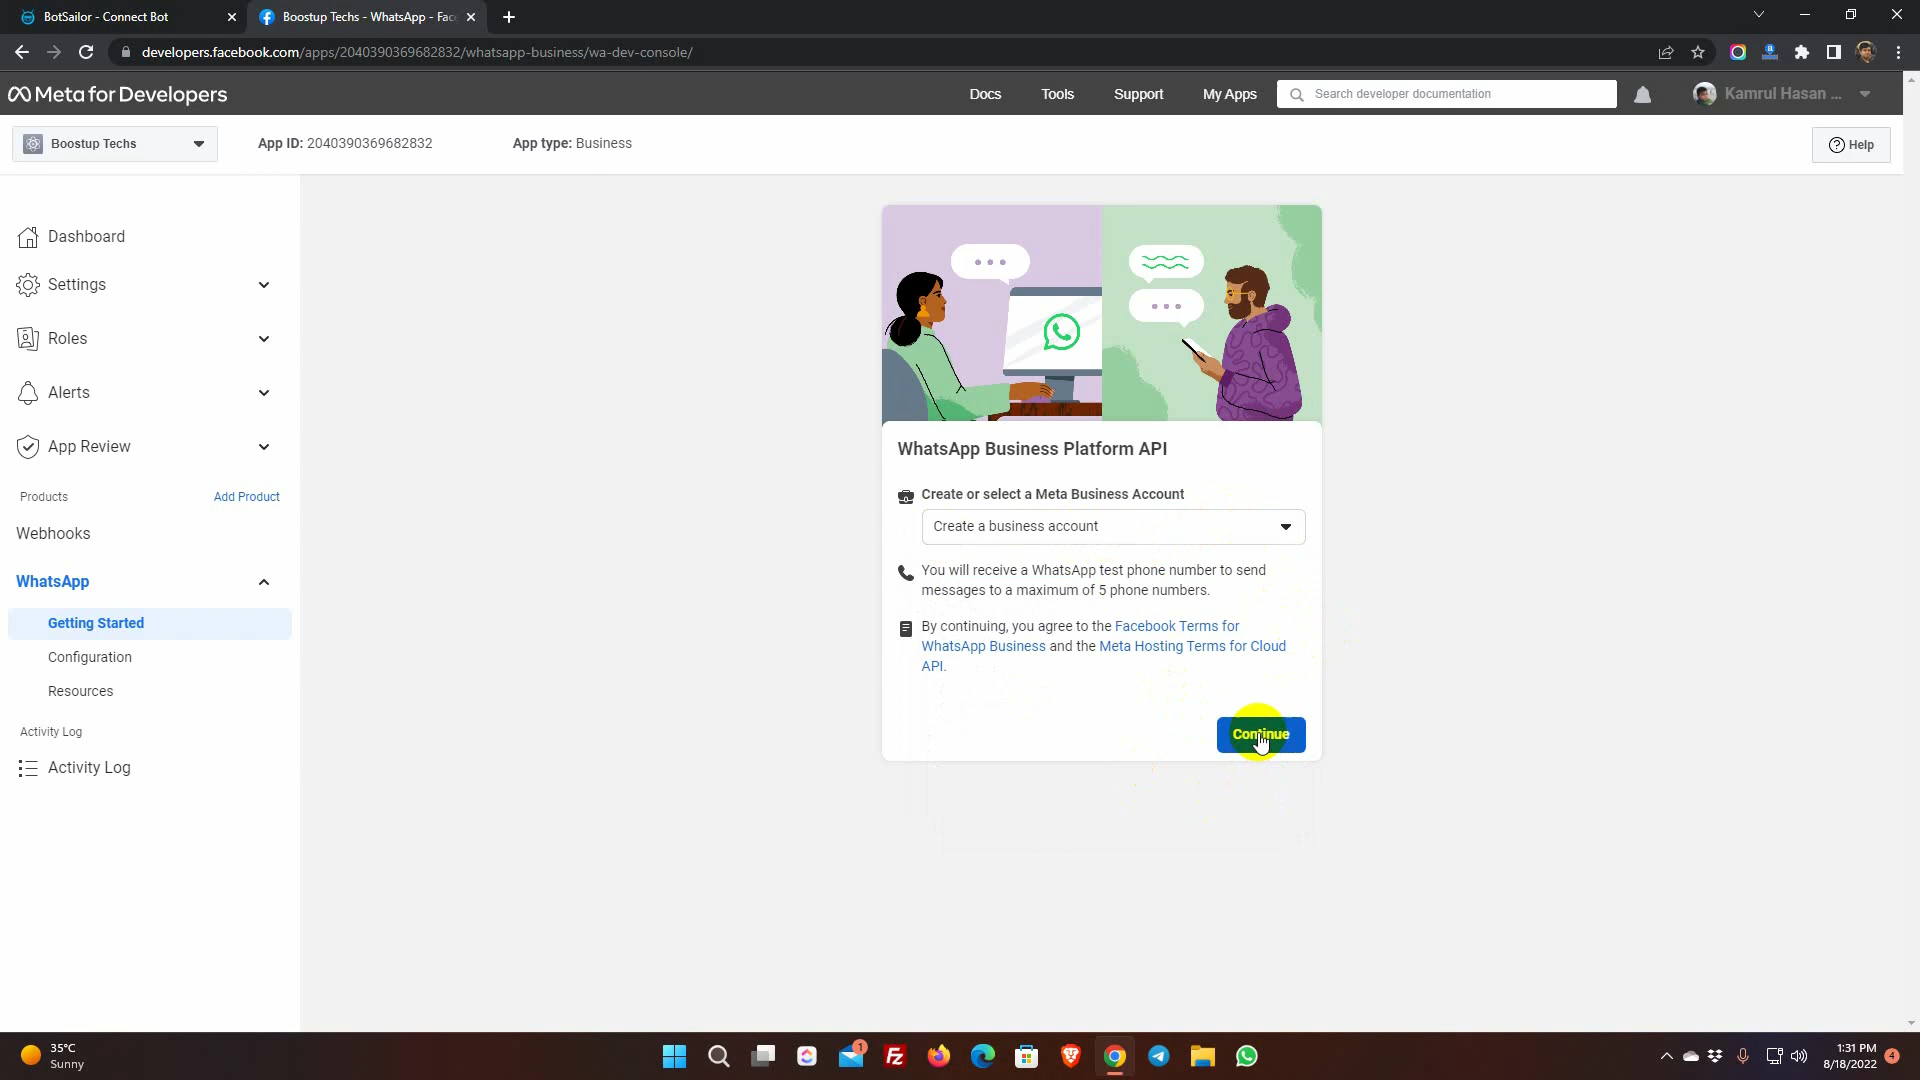 BotSailor - Connect Bot
Boostup Techs - WhatsApp - Fac
developers.facebook.com/apps/2040390369682832/whatsapp-business/wa-dev-console/
Meta for Developers
Docs
Tools
Support
My Apps
Search developer documentation
Kamrul Hasan ...
Boostup Techs
App ID: 2040390369682832
App type: Business
Help
Dashboard
Settings
Roles
Alerts
App Review
Products
Add Product
Webhooks
WhatsApp
Getting Started
Configuration
Resources
Activity Log
Activity Log
WhatsApp Business Platform API
Create or select a Meta Business Account
Create a business account
You will receive a WhatsApp test phone number to send
messages to a maximum of 5 phone numbers.
By continuing, you agree to the Facebook Terms for
WhatsApp Business and the Meta Hosting Terms for Cloud
API.
Continue
35°C
Sunny
1
Fz
1:31 PM
8/18/2022
4